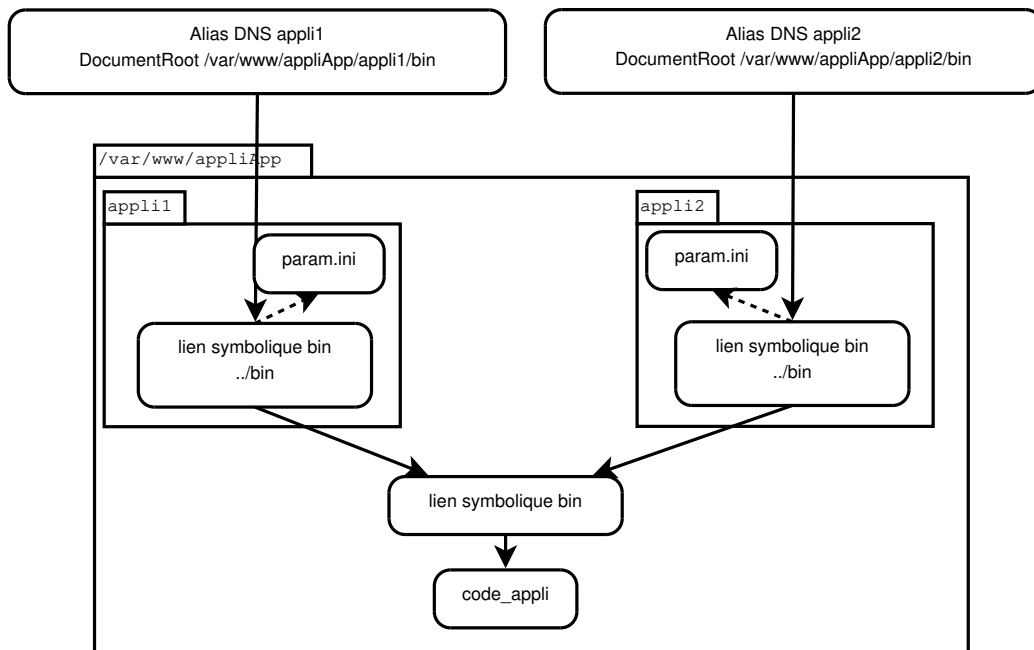 Alias DNS appli1
DocumentRoot /var/www/appliApp/appli1/bin
Alias DNS appli2
DocumentRoot /var/www/appliApp/appli2/bin
/var/www/appliApp
appli1
appli2
param.ini
param.ini
lien symbolique bin
../bin
lien symbolique bin
../bin
lien symbolique bin
code_appli